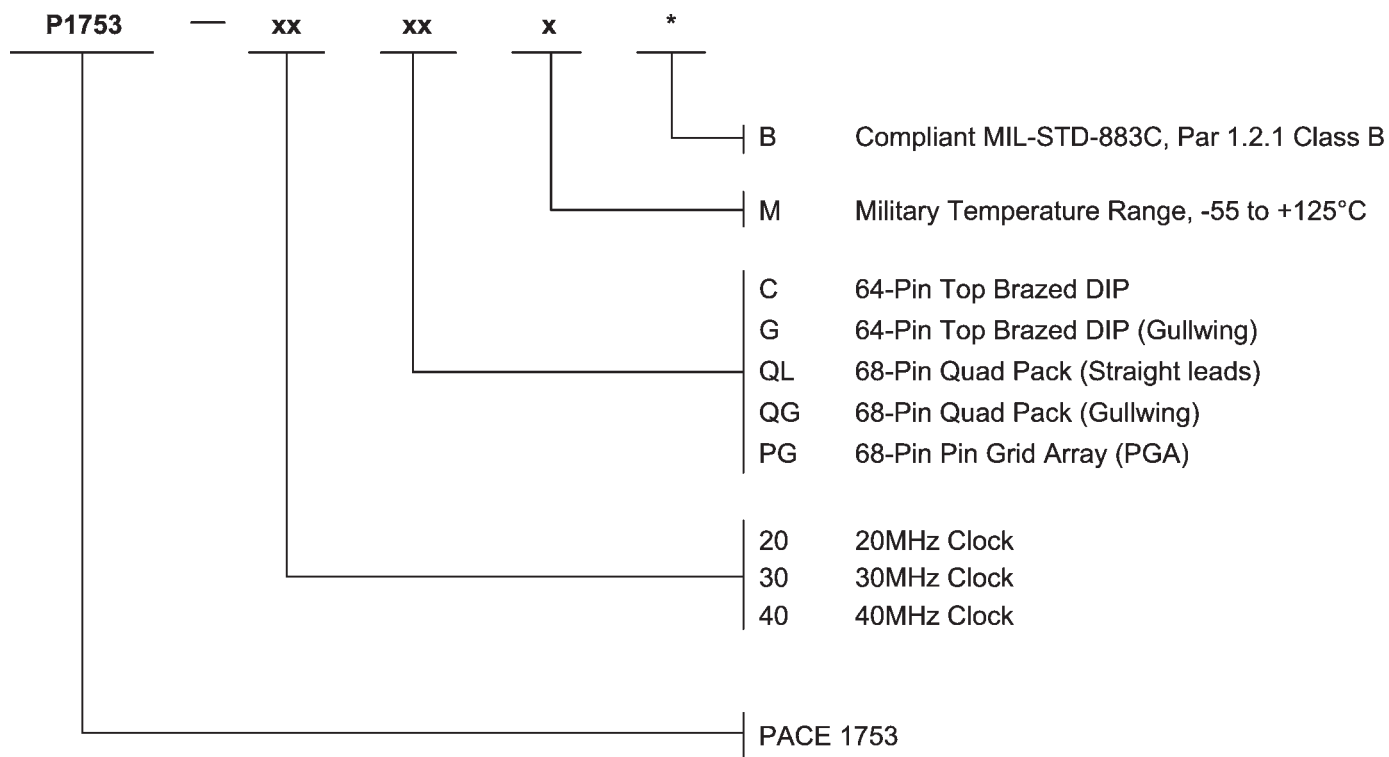 P1753 — xx xx x *
B Compliant MIL-STD-883C, Par 1.2.1 Class B
M Military Temperature Range, -55 to +125°C
C 64-Pin Top Brazed DIP
G 64-Pin Top Brazed DIP (Gullwing)
QL 68-Pin Quad Pack (Straight leads)
QG 68-Pin Quad Pack (Gullwing)
PG 68-Pin Pin Grid Array (PGA)
20 20MHz Clock
30 30MHz Clock
40 40MHz Clock
PACE 1753